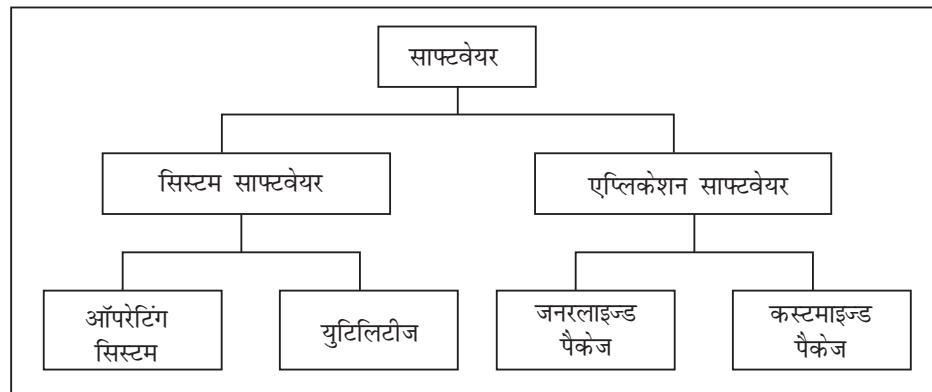 साफ्टवेयर
सिस्टम साफ्टवेयर
एप्लिकेशन साफ्टवेयर
ऑपरेटिंग
सिस्टम
युटिलिटीज
जनरलाइज्ड
पैकेज
कस्टमाइज्ड
पैकेज